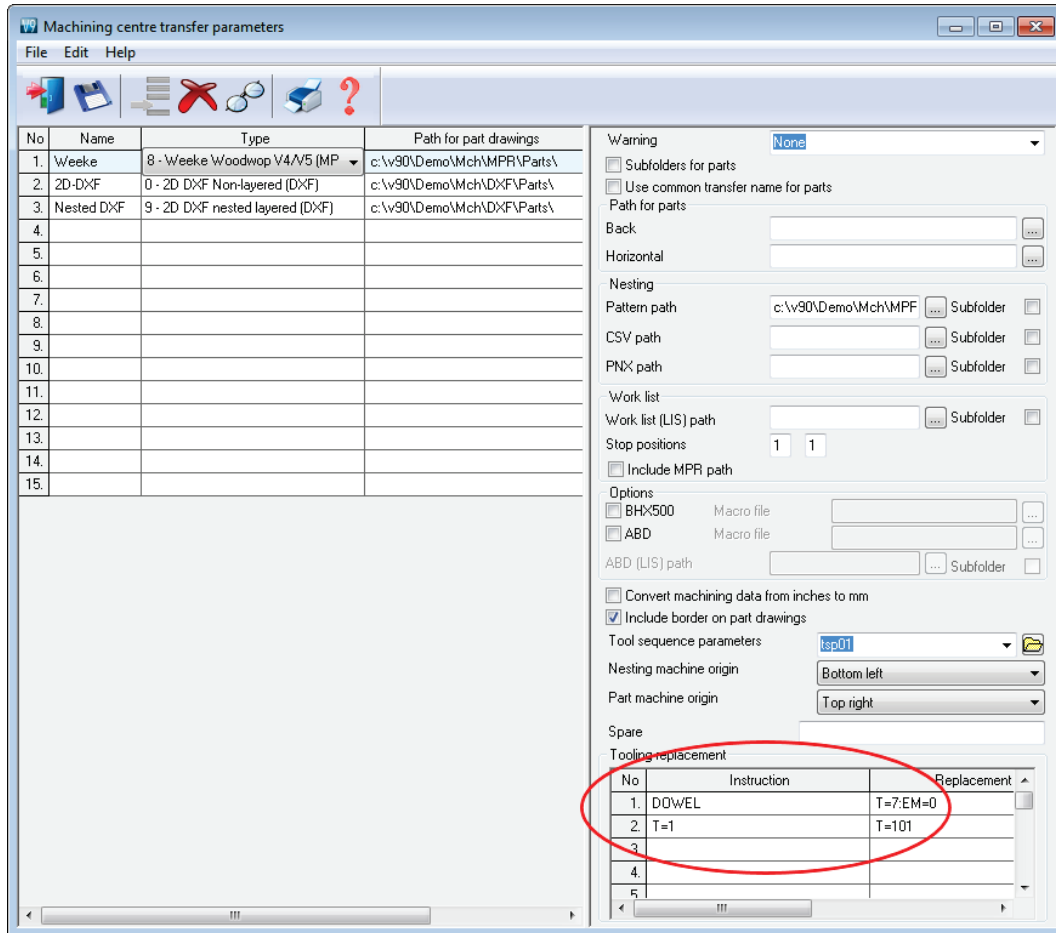 V9 Machining centre transfer parameters
File Edit Help
No Name Type Path for part drawings
1. Weeke 8 - Weeke Woodwop V4/V5 (MP c:\v90\Demo\Mch\MPR\Parts\
2. 2D-DXF 0 - 2D DXF Non-layered (DXF) c:\v90\Demo\Mch\DXF\Parts\
3. Nested DXF 9 - 2D DXF nested layered (DXF) c:\v90\Demo\Mch\DXF\Parts\
4.
5.
6.
7.
8.
9.
10.
11.
12.
13.
14.
15.
Warning None
Subfolders for parts
Use common transfer name for parts
Path for parts
Back ...
Horizontal ...
Nesting
Pattern path c:\v90\Demo\Mch\MPF ... Subfolder
CSV path ... Subfolder
PNX path ... Subfolder
Work list
Work list (LIS) path ... Subfolder
Stop positions 1 1
Include MPR path
Options
BHX500 Macro file ...
ABD Macro file ...
ABD (LIS) path ... Subfolder
Convert machining data from inches to mm
Include border on part drawings
Tool sequence parameters tsp01
Nesting machine origin Bottom left
Part machine origin Top right
Spare
Tooling replacement
No Instruction Replacement
1. DOWEL T=7:EM=0
2. T=1 T=101
3.
4.
5